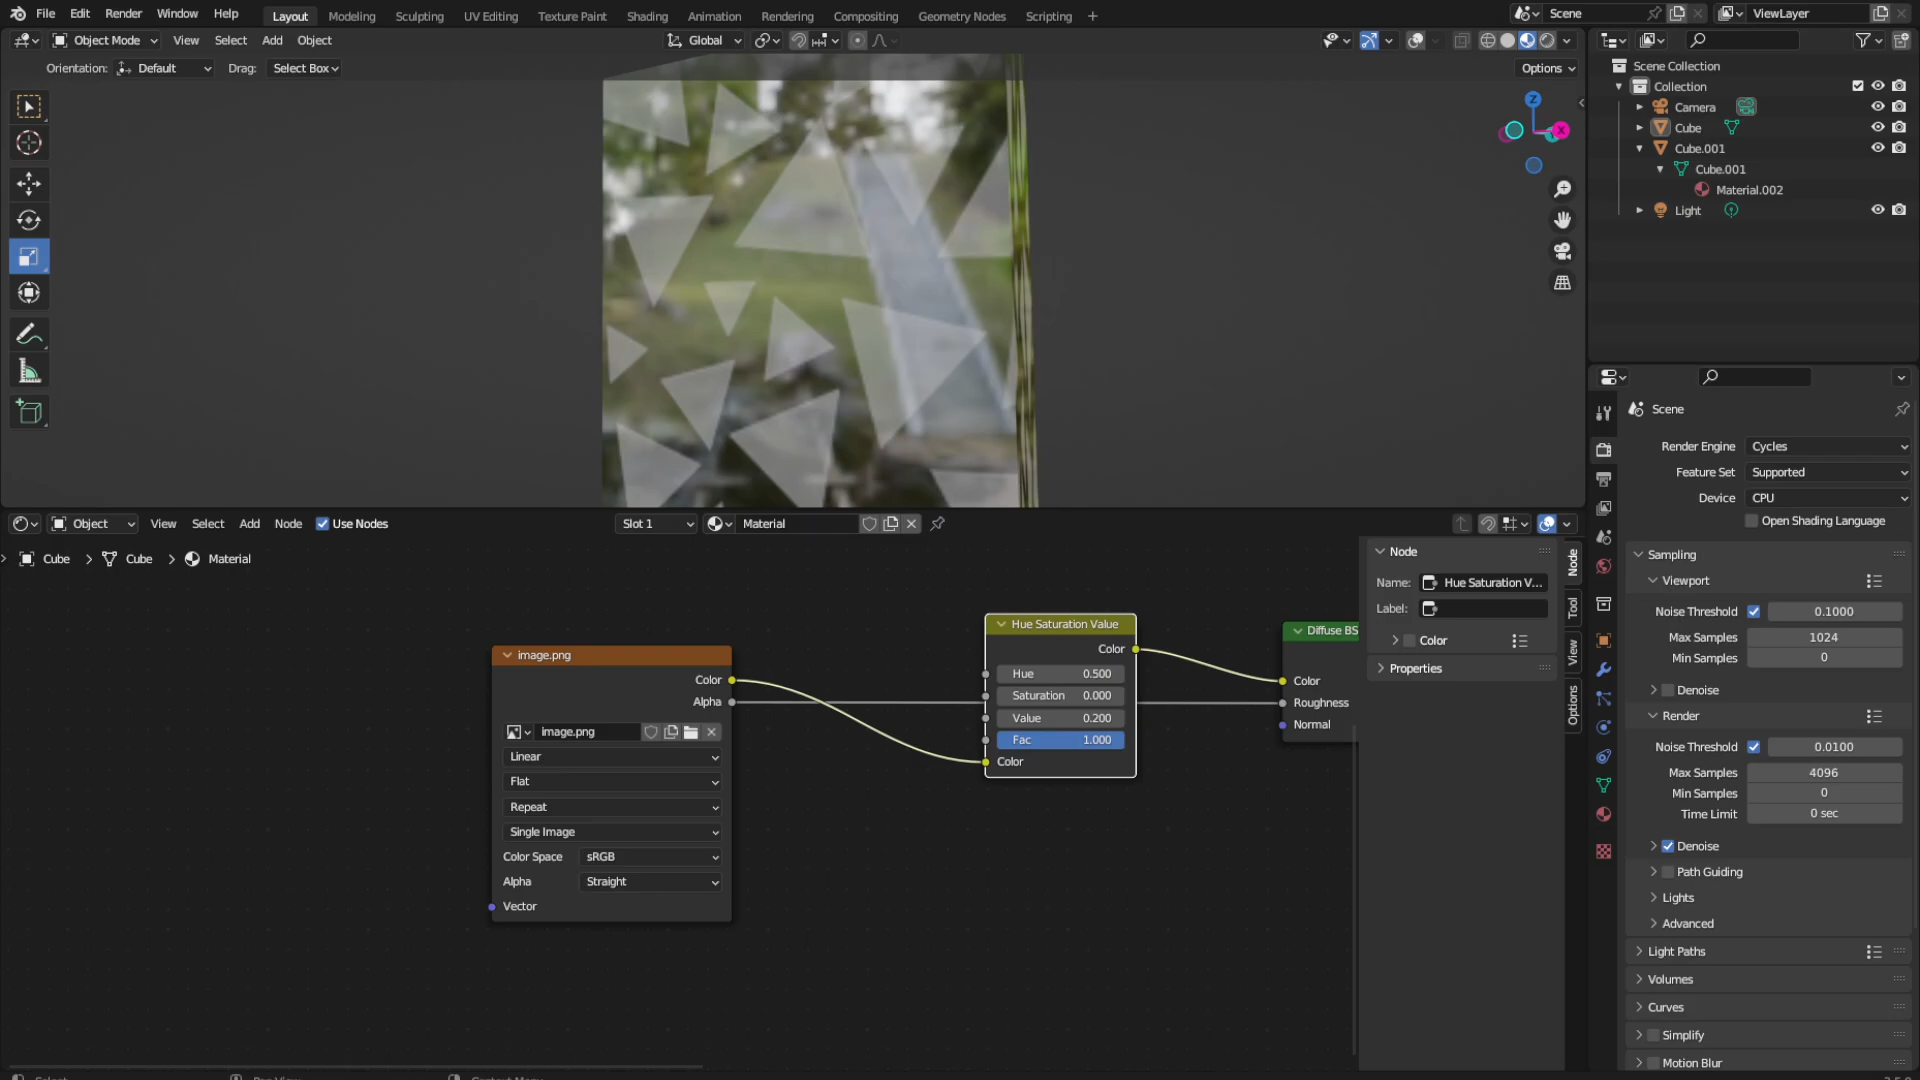 File Edit Render Window Help Layout Modeling Sculpting UV Editing Texture Paint Shading Animation Rendering Compositing Geometry Nodes Scripting + Scene ViewLayer
Object Mode View Select Add Object Global
Orientation: Default Drag: Select Box Options
Z
X
Scene Collection
Collection
Camera
Cube
Cube.001
Cube.001
Material.002
Light
Scene
Render Engine Cycles
Feature Set Supported
Device CPU
Open Shading Language
Sampling
Viewport
Noise Threshold 0.1000
Max Samples 1024
Min Samples 0
Denoise
Render
Noise Threshold 0.0100
Max Samples 4096
Min Samples 0
Time Limit 0 sec
Denoise
Path Guiding
Lights
Advanced
Light Paths
Volumes
Curves
Simplify
Motion Blur
Object View Select Add Node Use Nodes Slot 1 Material
Cube > Cube > Material
image.png
Color
Alpha
image.png
Linear
Flat
Repeat
Single Image
Color Space sRGB
Alpha Straight
Vector
Hue Saturation Value
Color
Hue 0.500
Saturation 0.000
Value 0.200
Fac 1.000
Color
Diffuse BS
Color
Roughness
Normal
Node
Name: Hue Saturation V...
Label:
Color
Properties
Node
Tool
View
Options